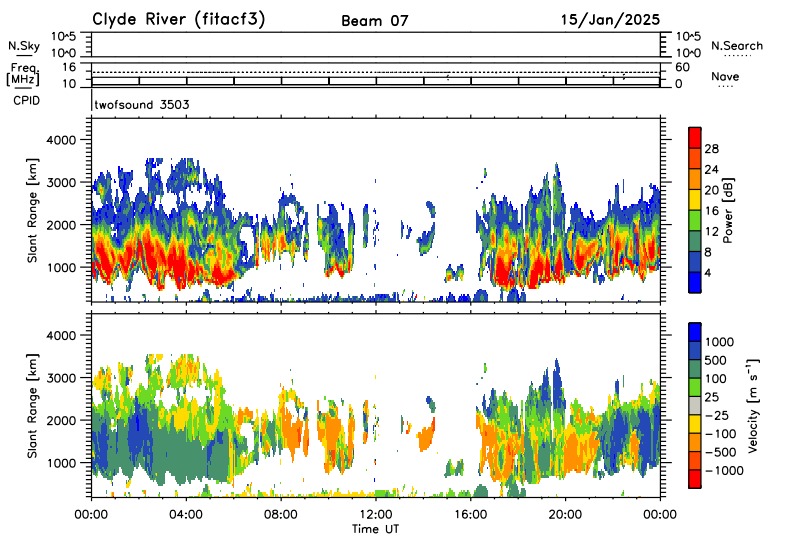 Clyde River (fitacf3) Beam 07 15/Jan/2025
N.Sky 10^5 10^0 10^5 10^0 N.Search
Freq. [MHz] 16 10 60 0 Nave
CPID twofsound 3503
Slant Range [km] 4000 3000 2000 1000
Power [dB] 28 24 20 16 12 8 4
Slant Range [km] 4000 3000 2000 1000
Velocity [m s⁻¹] 1000 500 100 25 −25 −100 −500 −1000
00:00 04:00 08:00 12:00 16:00 20:00 00:00
Time UT